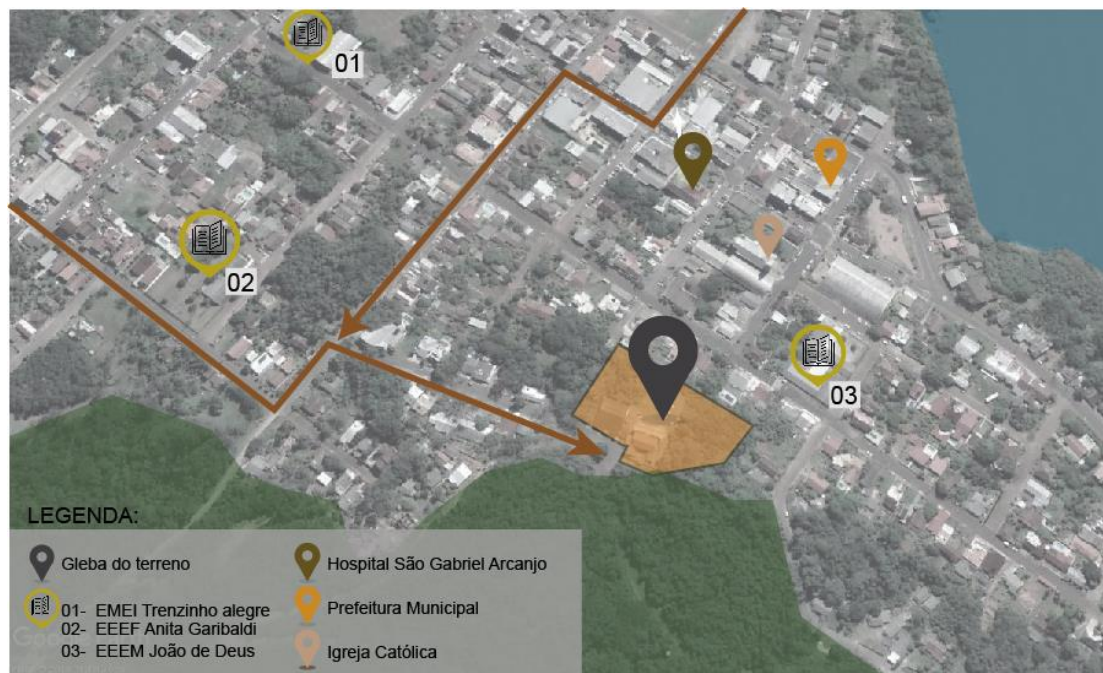 01
02
03
LEGENDA:
Gleba do terreno
01- EMEI Trenzinho alegre
02- EEEF Anita Garibaldi
03- EEEM João de Deus
Hospital São Gabriel Arcanjo
Prefeitura Municipal
Igreja Católica